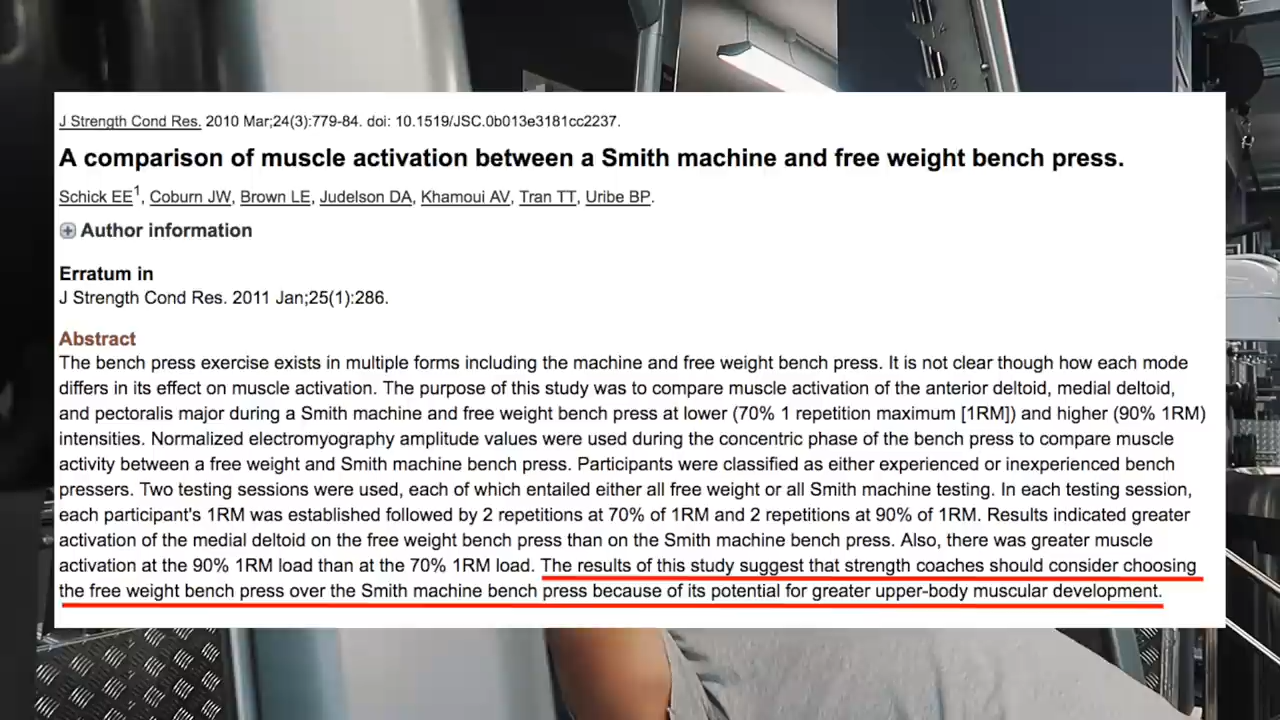 J Strength Cond Res. 2010 Mar;24(3):779-84. doi: 10.1519/JSC.0b013e3181cc2237.
A comparison of muscle activation between a Smith machine and free weight bench press.
Schick EE1, Coburn JW, Brown LE, Judelson DA, Khamoui AV, Tran TT, Uribe BP.
Author information
Erratum in
J Strength Cond Res. 2011 Jan;25(1):286.
Abstract
The bench press exercise exists in multiple forms including the machine and free weight bench press. It is not clear though how each mode
differs in its effect on muscle activation. The purpose of this study was to compare muscle activation of the anterior deltoid, medial deltoid,
and pectoralis major during a Smith machine and free weight bench press at lower (70% 1 repetition maximum [1RM]) and higher (90% 1RM)
intensities. Normalized electromyography amplitude values were used during the concentric phase of the bench press to compare muscle
activity between a free weight and Smith machine bench press. Participants were classified as either experienced or inexperienced bench
pressers. Two testing sessions were used, each of which entailed either all free weight or all Smith machine testing. In each testing session,
each participant's 1RM was established followed by 2 repetitions at 70% of 1RM and 2 repetitions at 90% of 1RM. Results indicated greater
activation of the medial deltoid on the free weight bench press than on the Smith machine bench press. Also, there was greater muscle
activation at the 90% 1RM load than at the 70% 1RM load. The results of this study suggest that strength coaches should consider choosing
the free weight bench press over the Smith machine bench press because of its potential for greater upper-body muscular development.